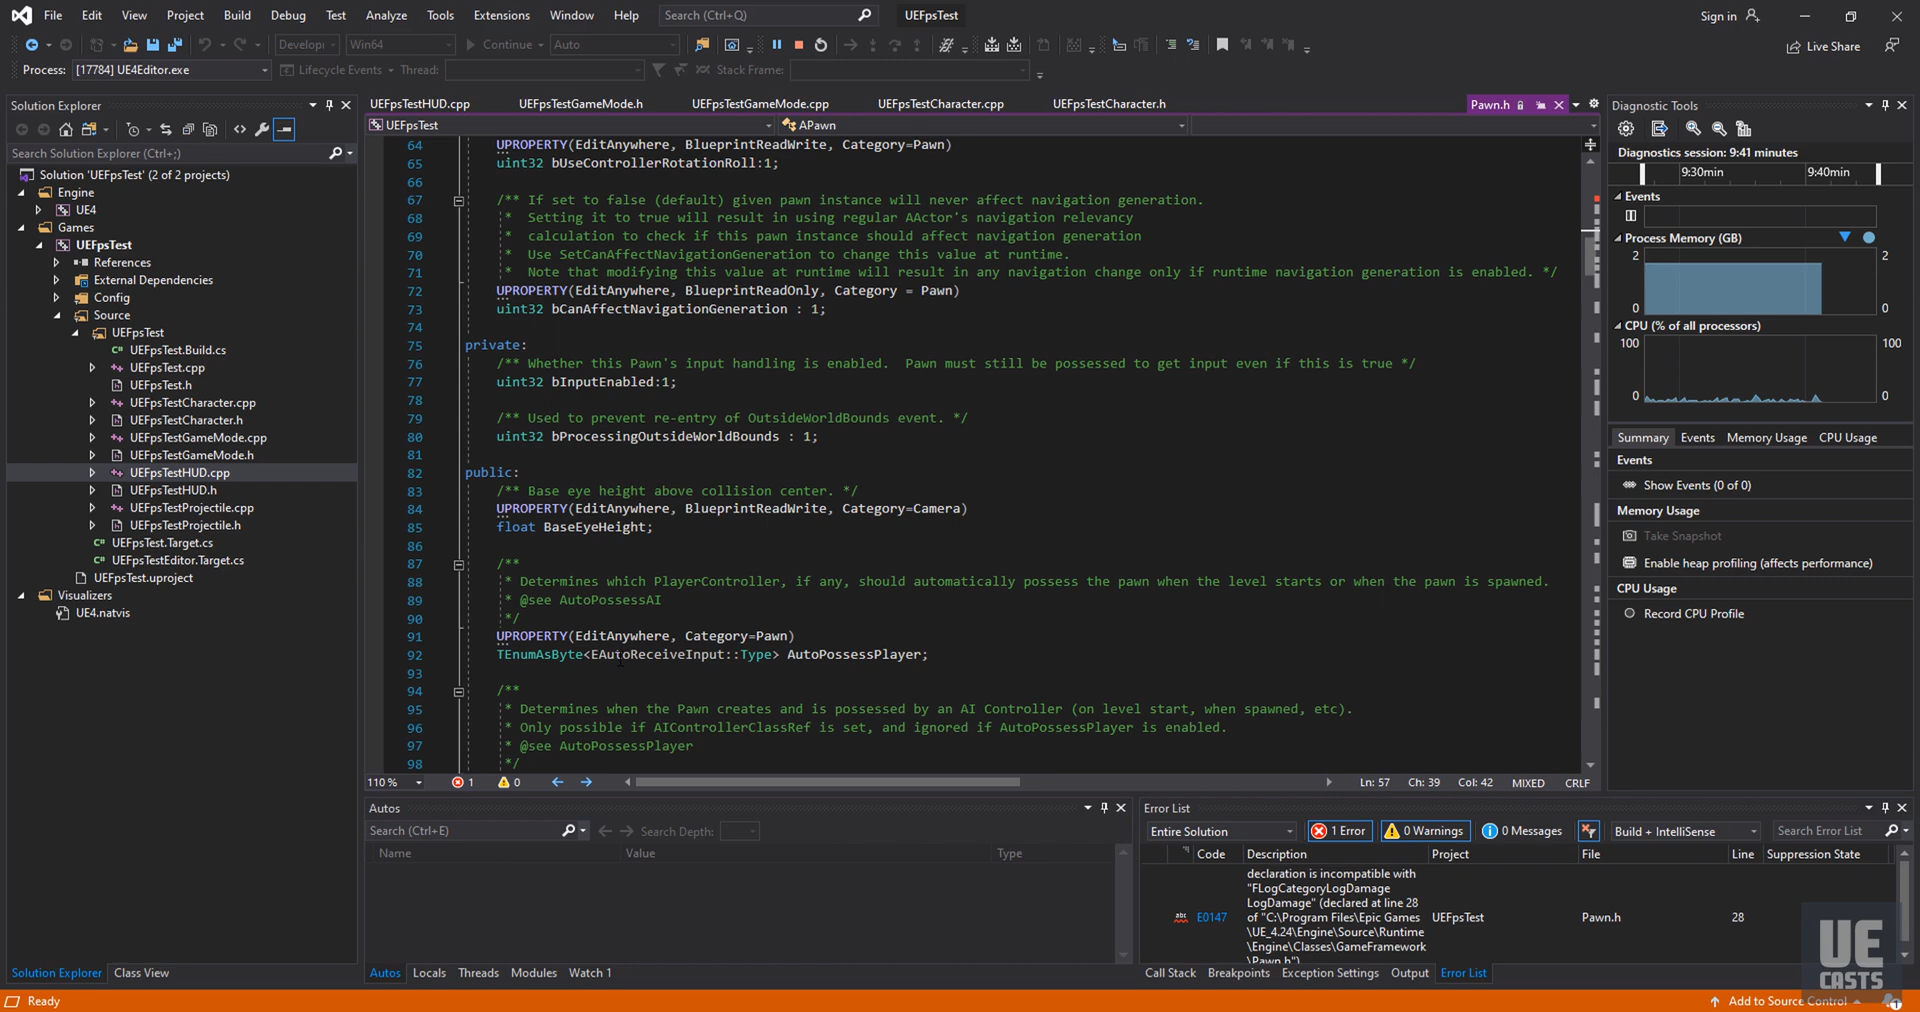 File Edit View Project Build Debug Test Analyze Tools Extensions Window Help Search (Ctrl+Q) UEFpsTest Sign in
Win64 Continue Auto Live Share
Process: [17784] UE4Editor.exe Lifecycle Events Thread: Stack Frame:
Solution Explorer
Search Solution Explorer (Ctrl+;)
Solution 'UEFpsTest' (2 of 2 projects)
Engine
UE4
Games
UEFpsTest
References
External Dependencies
Config
Source
UEFpsTest
UEFpsTest.Build.cs
UEFpsTest.cpp
UEFpsTest.h
UEFpsTestCharacter.cpp
UEFpsTestCharacter.h
UEFpsTestGameMode.cpp
UEFpsTestGameMode.h
UEFpsTestHUD.cpp
UEFpsTestHUD.h
UEFpsTestProjectile.cpp
UEFpsTestProjectile.h
UEFpsTest.Target.cs
UEFpsTestEditor.Target.cs
UEFpsTest.uproject
Visualizers
UE4.natvis
Solution Explorer Class View
UEFpsTestHUD.cpp UEFpsTestGameMode.h UEFpsTestGameMode.cpp UEFpsTestCharacter.cpp UEFpsTestCharacter.h Pawn.h
UEFpsTest APawn
64 UPROPERTY(EditAnywhere, BlueprintReadWrite, Category=Pawn)
65 uint32 bUseControllerRotationRoll:1;
66
67 /** If set to false (default) given pawn instance will never affect navigation generation.
68 * Setting it to true will result in using regular AActor's navigation relevancy
69 * calculation to check if this pawn instance should affect navigation generation
70 * Use SetCanAffectNavigationGeneration to change this value at runtime.
71 * Note that modifying this value at runtime will result in any navigation change only if runtime navigation generation is enabled. */
72 UPROPERTY(EditAnywhere, BlueprintReadOnly, Category = Pawn)
73 uint32 bCanAffectNavigationGeneration : 1;
74
75 private:
76 /** Whether this Pawn's input handling is enabled. Pawn must still be possessed to get input even if this is true */
77 uint32 bInputEnabled:1;
78
79 /** Used to prevent re-entry of OutsideWorldBounds event. */
80 uint32 bProcessingOutsideWorldBounds : 1;
81
82 public:
83 /** Base eye height above collision center. */
84 UPROPERTY(EditAnywhere, BlueprintReadWrite, Category=Camera)
85 float BaseEyeHeight;
86
87 /**
88 * Determines which PlayerController, if any, should automatically possess the pawn when the level starts or when the pawn is spawned.
89 * @see AutoPossessAI
90 */
91 UPROPERTY(EditAnywhere, Category=Pawn)
92 TEnumAsByte<EAutoReceiveInput::Type> AutoPossessPlayer;
93
94 /**
95 * Determines when the Pawn creates and is possessed by an AI Controller (on level start, when spawned, etc).
96 * Only possible if AIControllerClassRef is set, and ignored if AutoPossessPlayer is enabled.
97 * @see AutoPossessPlayer
98 */
110 % 1 0 Ln: 57 Ch: 39 Col: 42 MIXED CRLF
Autos
Search (Ctrl+E) Search Depth:
Name Value Type
Autos Locals Threads Modules Watch 1
Error List
Entire Solution 1 Error 0 Warnings 0 Messages Build + IntelliSense Search Error List
Code Description Project File Line Suppression State
abc E0147 declaration is incompatible with
"FLogCategoryLogDamage
LogDamage" (declared at line 28
of "C:\Program Files\Epic Games
\UE_4.24\Engine\Source\Runtime
\Engine\Classes\GameFramework
\Pawn.h")
UEFpsTest Pawn.h 28
Call Stack Breakpoints Exception Settings Output Error List
Diagnostic Tools
Diagnostics session: 9:41 minutes
9:30min 9:40min
Events
Process Memory (GB)
2 2
0 0
CPU (% of all processors)
100 100
0 0
Summary Events Memory Usage CPU Usage
Events
Show Events (0 of 0)
Memory Usage
Take Snapshot
Enable heap profiling (affects performance)
CPU Usage
Record CPU Profile
UE
CASTS
Ready Add to Source Control 1